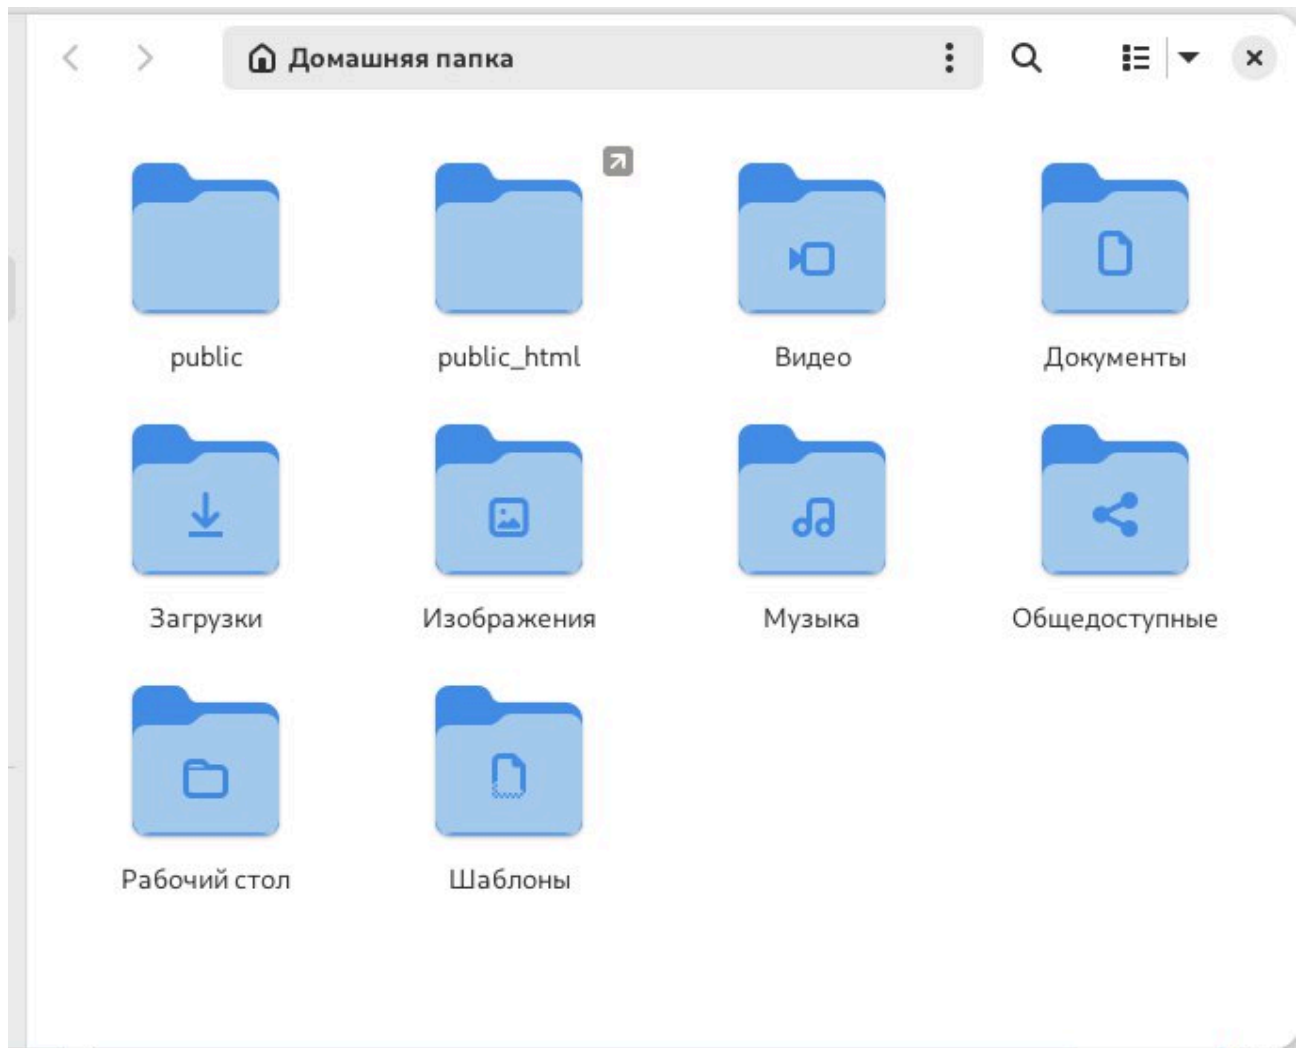 Домашняя папка
public
public_html
Видео
Документы
Загрузки
Изображения
Музыка
Общедоступные
Рабочий стол
Шаблоны